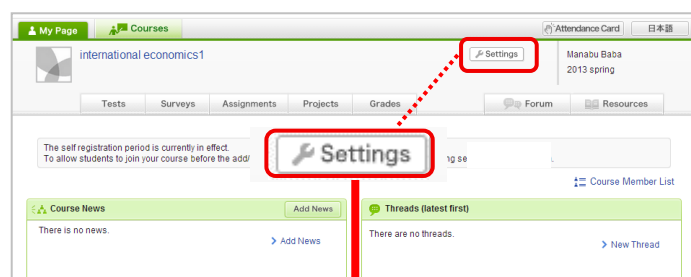 My Page
Courses
Attendance Card
日本語
international economics1
Settings
Manabu Baba
2013 spring
Tests
Surveys
Assignments
Projects
Grades
Forum
Resources
The self registration period is currently in effect.
To allow students to join your course before the add/
Settings
Course Member List
Course News
Add News
Threads (latest first)
There is no news.
Add News
There are no threads.
New Thread